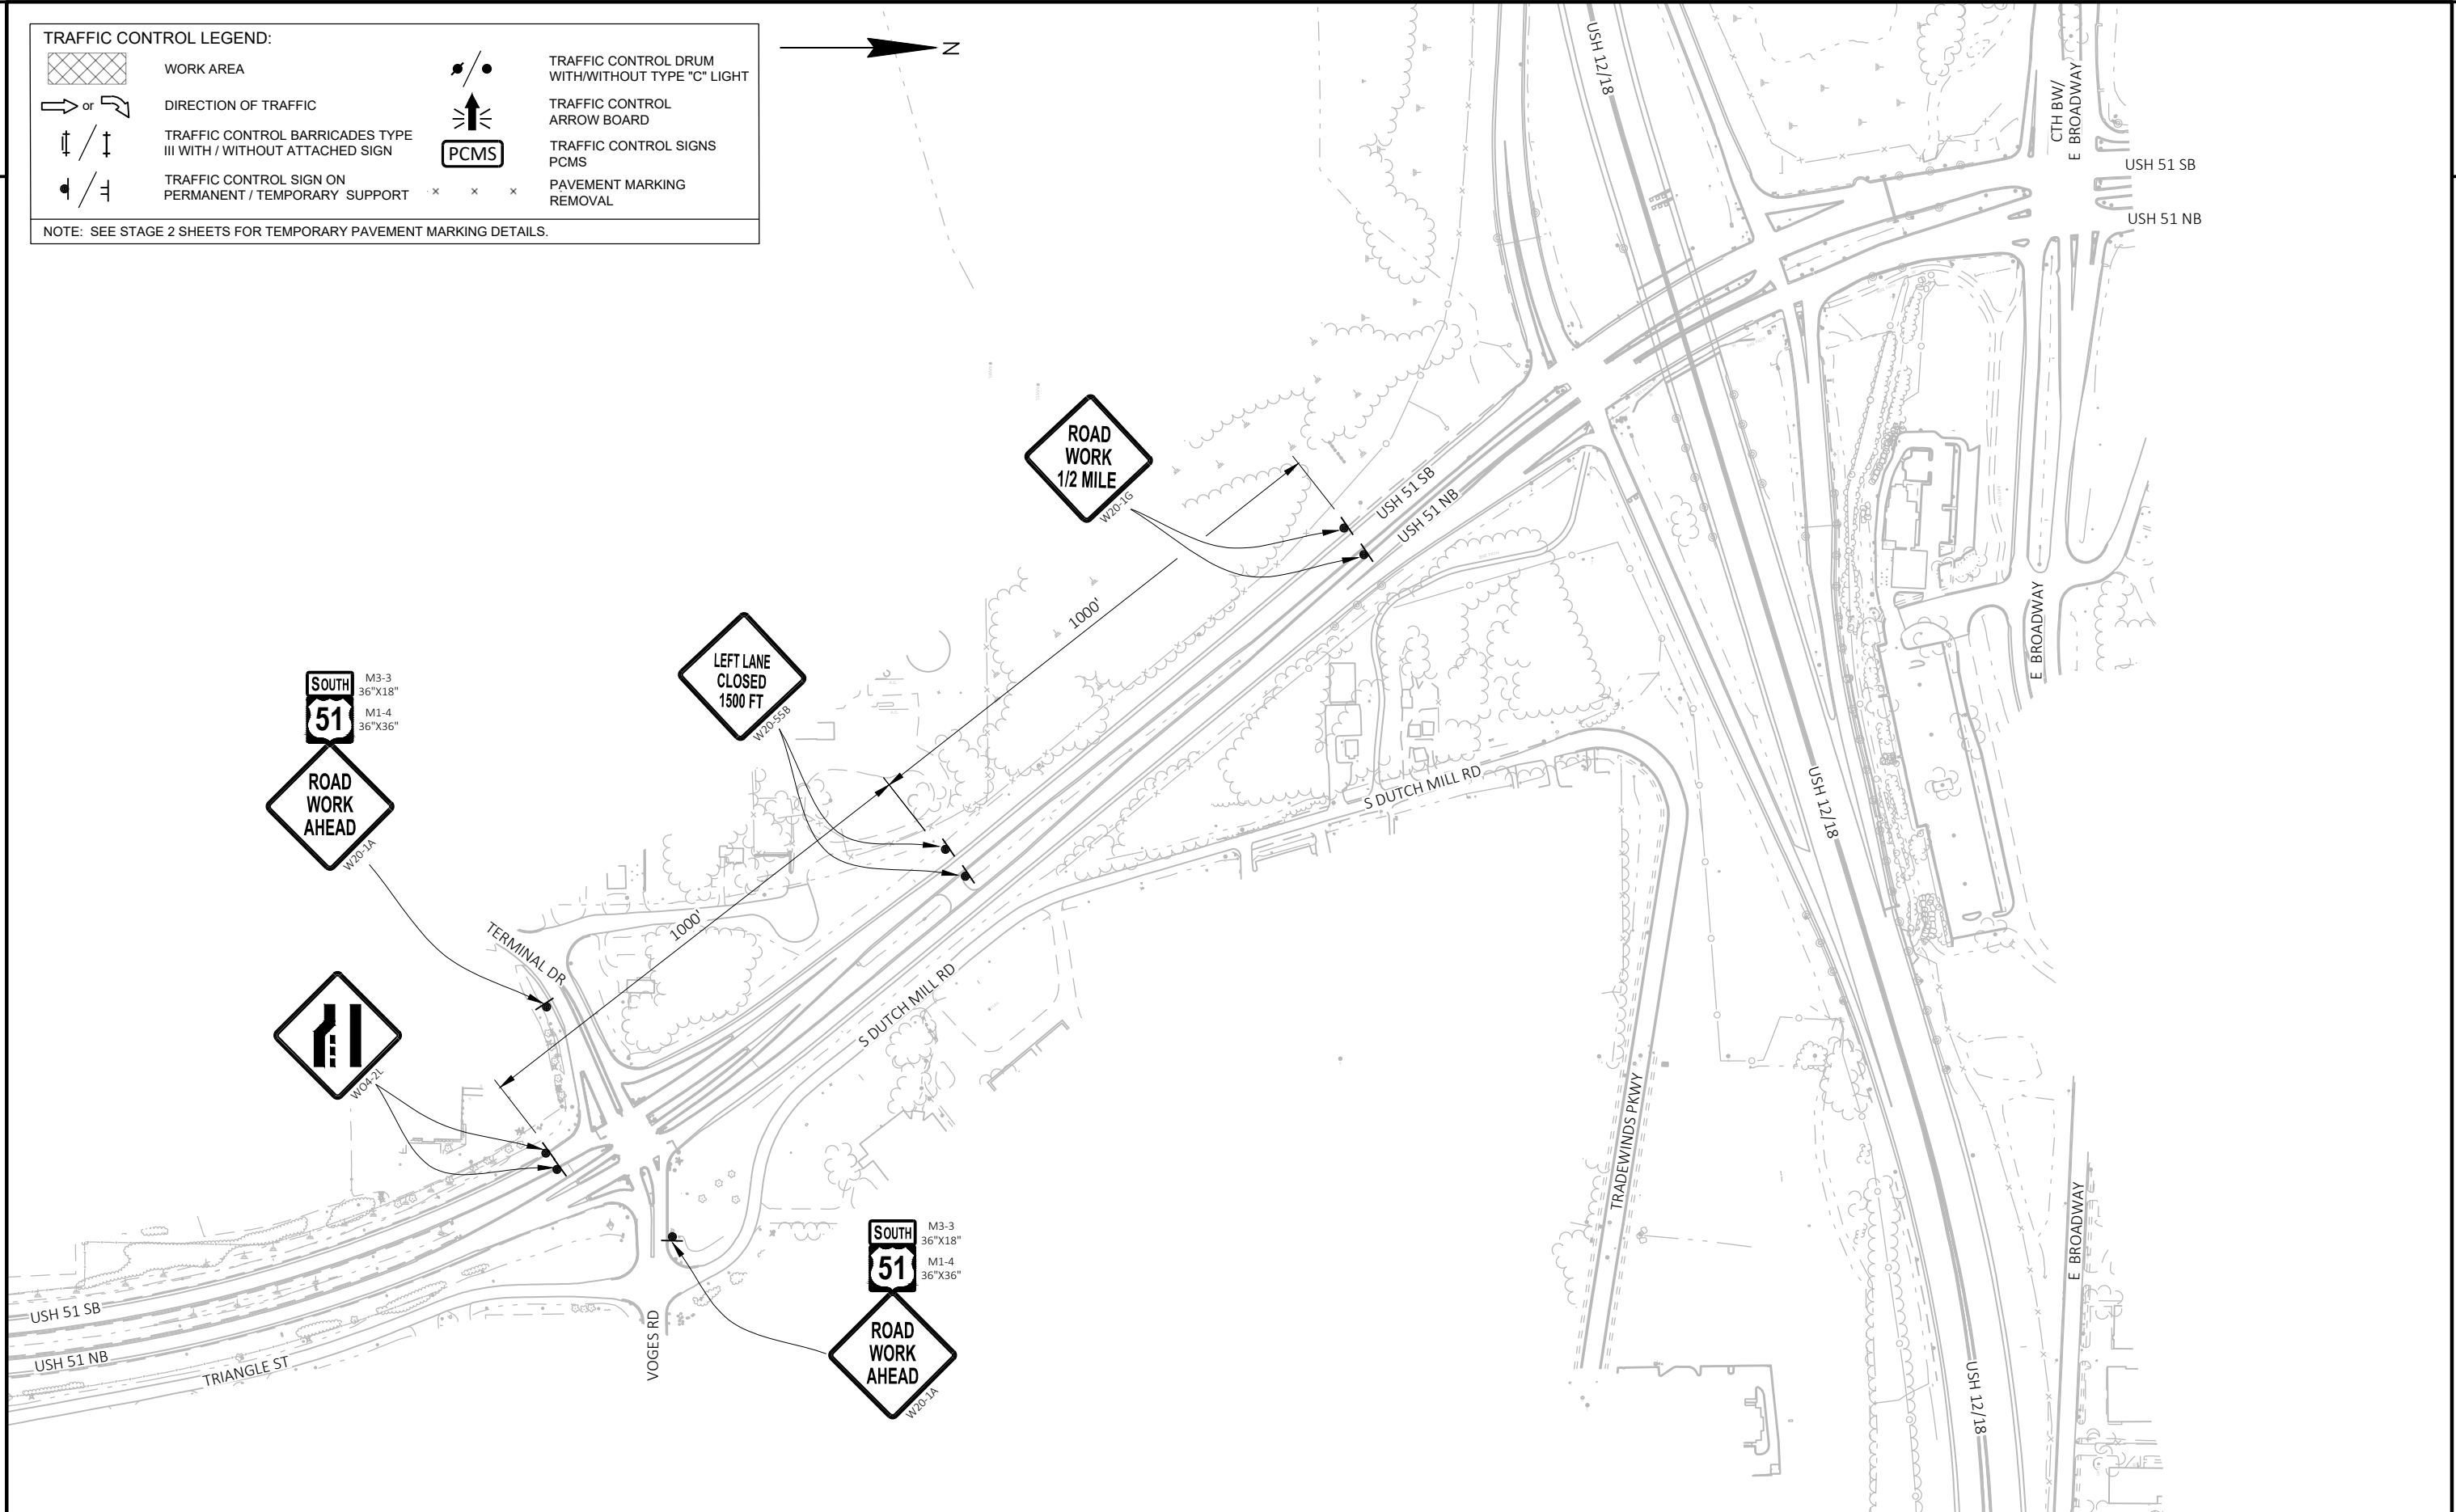 TRAFFIC CONTROL LEGEND:
WORK AREA
or
DIRECTION OF TRAFFIC
TRAFFIC CONTROL BARRICADES TYPE
III WITH / WITHOUT ATTACHED SIGN
TRAFFIC CONTROL SIGN ON
PERMANENT / TEMPORARY SUPPORT
TRAFFIC CONTROL DRUM
WITH/WITHOUT TYPE "C" LIGHT
TRAFFIC CONTROL
ARROW BOARD
PCMS
TRAFFIC CONTROL SIGNS
PCMS
PAVEMENT MARKING
REMOVAL
NOTE: SEE STAGE 2 SHEETS FOR TEMPORARY PAVEMENT MARKING DETAILS.
N
USH 12/18
CTH BW/
E BROADWAY
USH 51 SB
USH 51 NB
ROAD
WORK
1/2 MILE
W20-1G
USH 51 SB
USH 51 NB
1000'
LEFT LANE
CLOSED
1500 FT
W20-55B
E BROADWAY
SOUTH
M3-3
36"X18"
51
M1-4
36"X36"
ROAD
WORK
AHEAD
W20-1A
S DUTCH MILL RD
USH 12/18
1000'
TERMINAL DR
S DUTCH MILL RD
WO4-2L
TRADEWINDS PKWY
E BROADWAY
SOUTH
M3-3
36"X18"
51
M1-4
36"X36"
ROAD
WORK
AHEAD
W20-1A
USH 51 SB
USH 51 NB
TRIANGLE ST
VOGES RD
USH 12/18